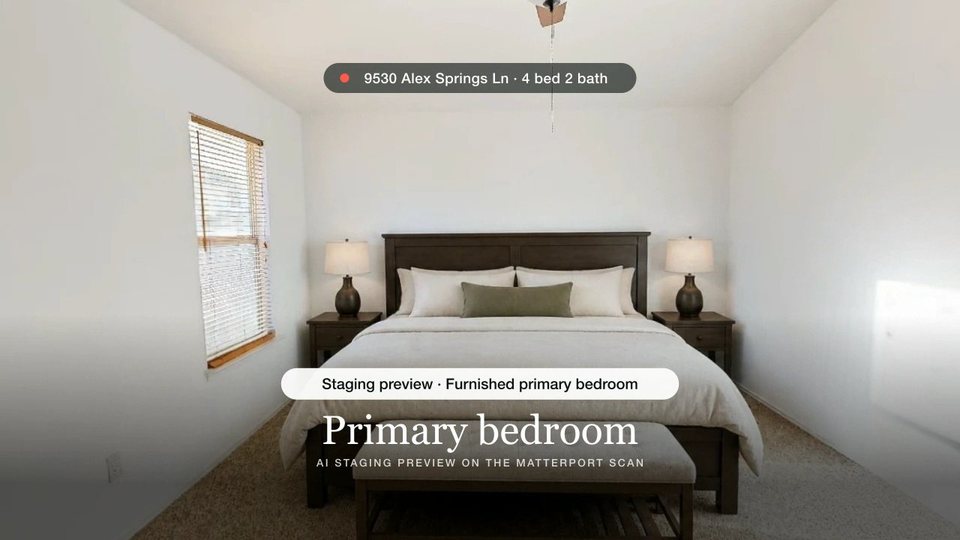 9530 Alex Springs Ln · 4 bed 2 bath
Staging preview · Furnished primary bedroom
Primary bedroom
AI STAGING PREVIEW ON THE MATTERPORT SCAN